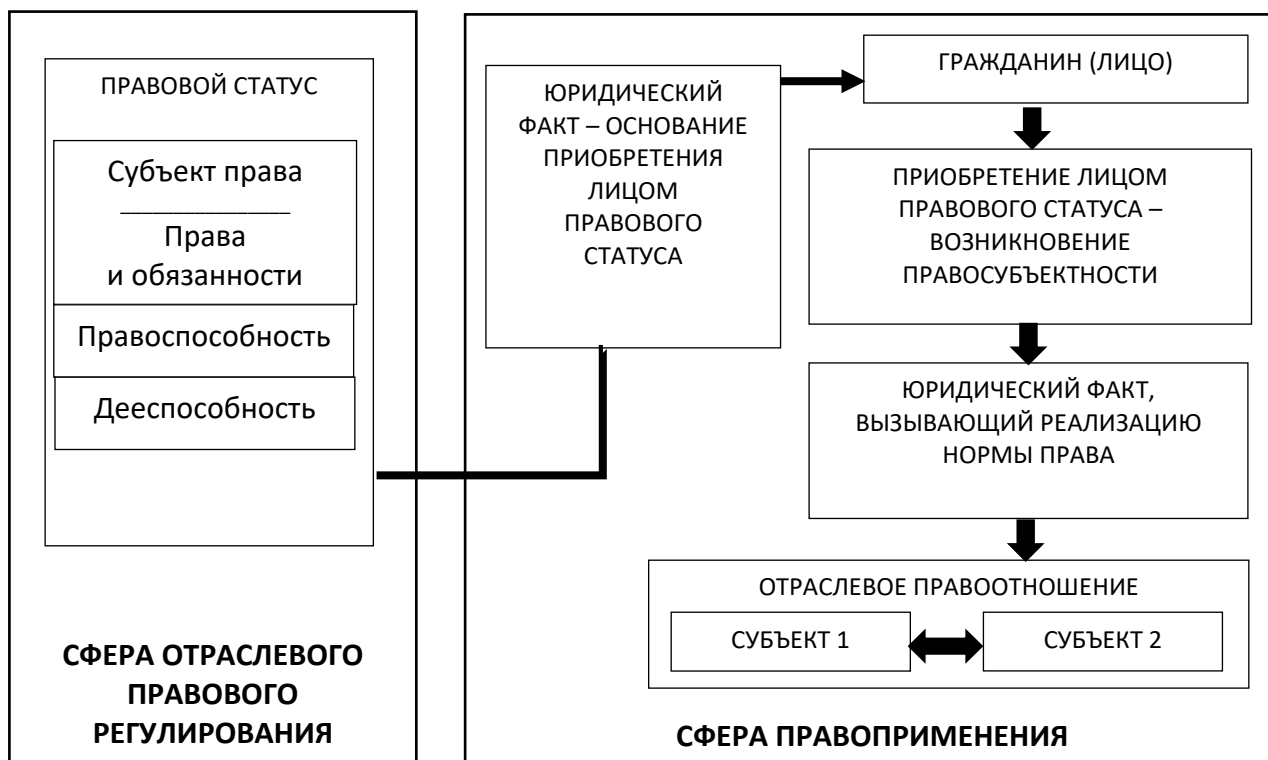 ПРАВОВОЙ СТАТУС
Субъект права
________________
Права
и обязанности
Правоспособность
Дееспособность
СФЕРА ОТРАСЛЕВОГО
ПРАВОВОГО
РЕГУЛИРОВАНИЯ
ЮРИДИЧЕСКИЙ
ФАКТ – ОСНОВАНИЕ
ПРИОБРЕТЕНИЯ
ЛИЦОМ
ПРАВОВОГО
СТАТУСА
ГРАЖДАНИН (ЛИЦО)
ПРИОБРЕТЕНИЕ ЛИЦОМ
ПРАВОВОГО СТАТУСА –
ВОЗНИКНОВЕНИЕ
ПРАВОСУБЪЕКТНОСТИ
ЮРИДИЧЕСКИЙ ФАКТ,
ВЫЗЫВАЮЩИЙ РЕАЛИЗАЦИЮ
НОРМЫ ПРАВА
ОТРАСЛЕВОЕ ПРАВООТНОШЕНИЕ
СУБЪЕКТ 1
СУБЪЕКТ 2
СФЕРА ПРАВОПРИМЕНЕНИЯ